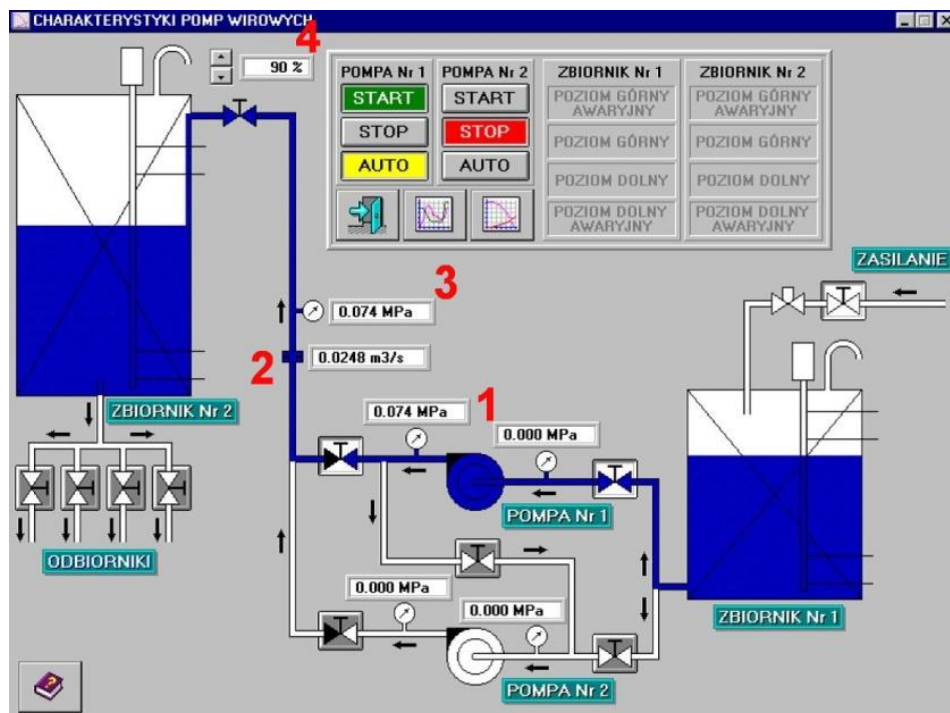 CHARAKTERYSTYKI POMP WIROWYCH
4
90 %
POMPA Nr 1
START
STOP
AUTO
POMPA Nr 2
START
STOP
AUTO
ZBIORNIK Nr 1
POZIOM GÓRNY
AWARYJNY
POZIOM GÓRNY
POZIOM DOLNY
POZIOM DOLNY
AWARYJNY
ZBIORNIK Nr 2
POZIOM GÓRNY
AWARYJNY
POZIOM GÓRNY
POZIOM DOLNY
POZIOM DOLNY
AWARYJNY
ZASILANIE
3
0.074 MPa
2
0.0248 m3/s
1
0.074 MPa
0.000 MPa
ZBIORNIK Nr 2
POMPA Nr 1
ODBIORNIKI
0.000 MPa
0.000 MPa
ZBIORNIK Nr 1
POMPA Nr 2
?